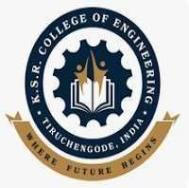 K.S.R. COLLEGE OF ENGINEERING
TIRUCHENGODE, INDIA
WHERE FUTURE BEGINS